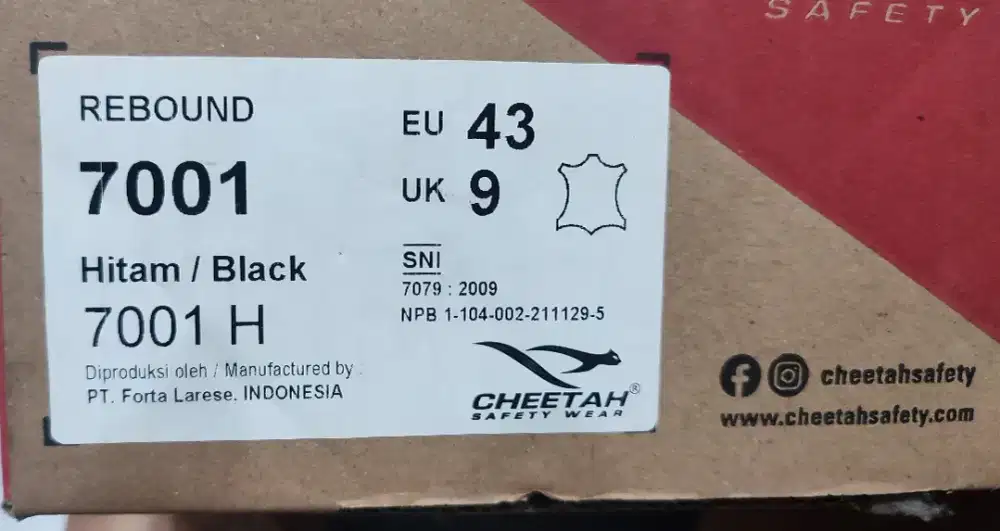 SAFETY
REBOUND
7001
Hitam / Black
7001 H
Diproduksi oleh / Manufactured by :
PT. Forta Larese. INDONESIA
EU 43
UK 9
SNI
7079 : 2009
NPB 1-104-002-211129-5
CHEETAH®
SAFETY WEAR
cheetahsafety
www.cheetahsafety.com